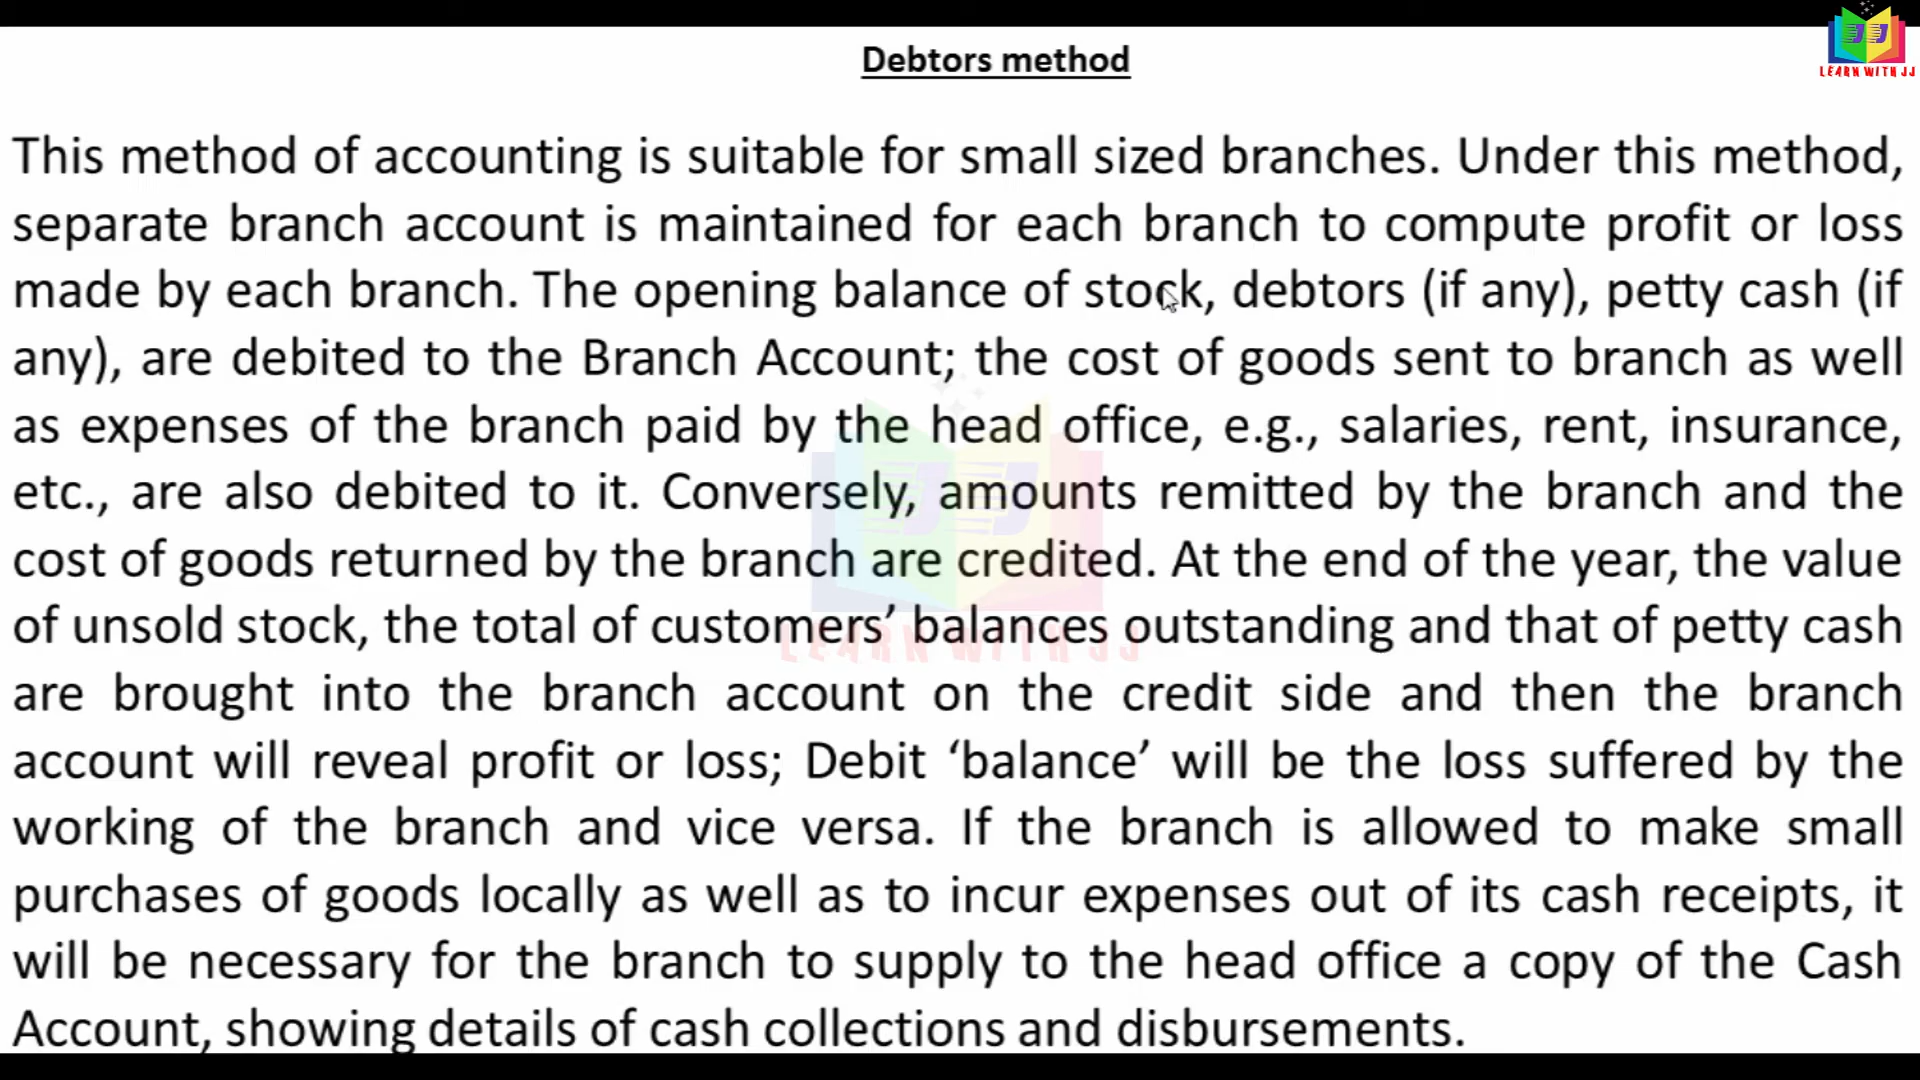 Debtors method
LEARN WITH JJ
This method of accounting is suitable for small sized branches. Under this method,
separate branch account is maintained for each branch to compute profit or loss
made by each branch. The opening balance of stock, debtors (if any), petty cash (if
any), are debited to the Branch Account; the cost of goods sent to branch as well
as expenses of the branch paid by the head office, e.g., salaries, rent, insurance,
etc., are also debited to it. Conversely, amounts remitted by the branch and the
cost of goods returned by the branch are credited. At the end of the year, the value
of unsold stock, the total of customers’ balances outstanding and that of petty cash
LEARN WITH JJ
are brought into the branch account on the credit side and then the branch
account will reveal profit or loss; Debit ‘balance’ will be the loss suffered by the
working of the branch and vice versa. If the branch is allowed to make small
purchases of goods locally as well as to incur expenses out of its cash receipts, it
will be necessary for the branch to supply to the head office a copy of the Cash
Account, showing details of cash collections and disbursements.